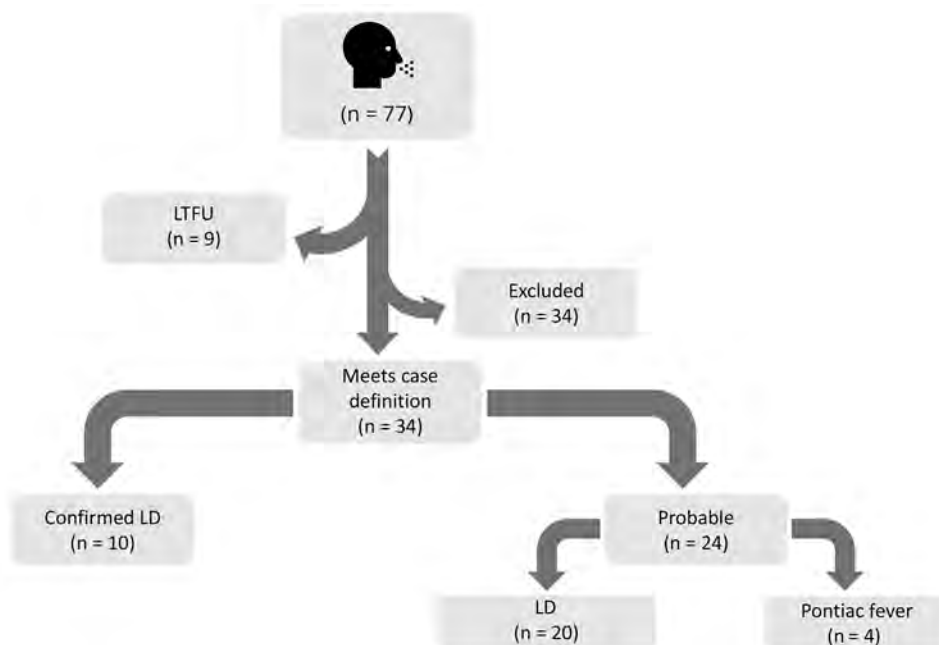 (n = 77)
LTFU
(n = 9)
Excluded
(n = 34)
Meets case
definition
(n = 34)
Confirmed LD
(n = 10)
Probable
(n = 24)
LD
(n = 20)
Pontiac fever
(n = 4)